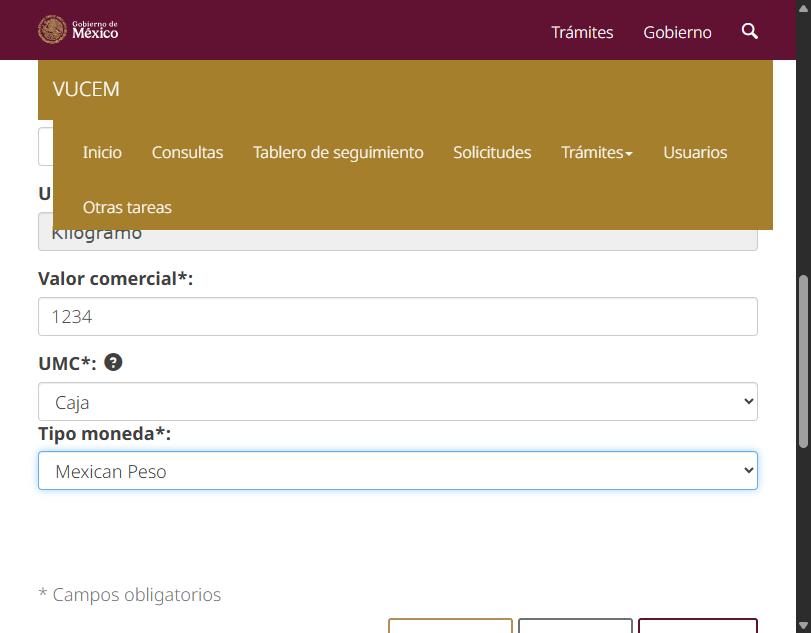 Gobierno de
México
Trámites
Gobierno
VUCEM
Inicio
Consultas
Tablero de seguimiento
Solicitudes
Trámites
Usuarios
Otras tareas
Kilogramo
Valor comercial*:
1234
UMC*: ?
Caja
Tipo moneda*:
Mexican Peso
* Campos obligatorios